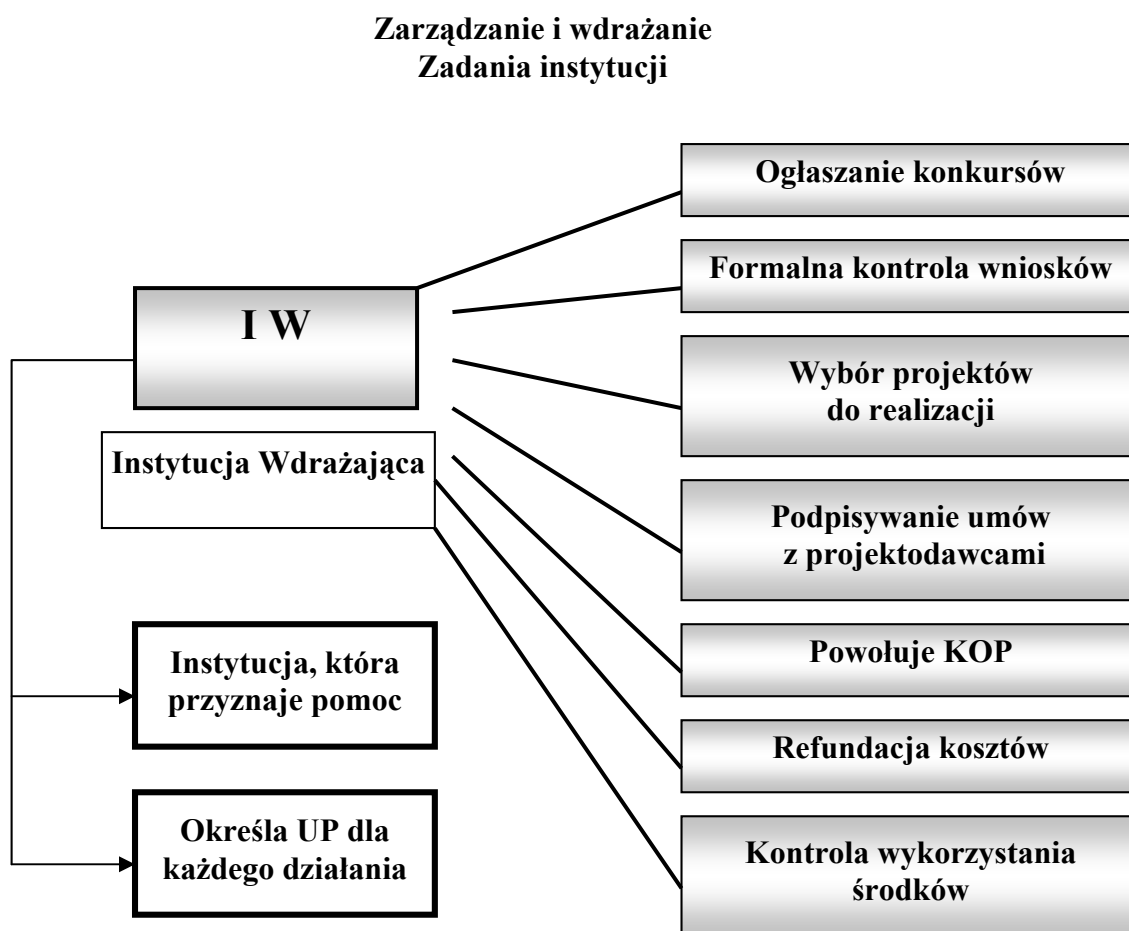 Zarządzanie i wdrażanie
Zadania instytucji
I W
Instytucja Wdrażająca
Instytucja, która
przyznaje pomoc
Określa UP dla
każdego działania
Ogłaszanie konkursów
Formalna kontrola wniosków
Wybór projektów
do realizacji
Podpisywanie umów
z projektodawcami
Powołuje KOP
Refundacja kosztów
Kontrola wykorzystania
środków